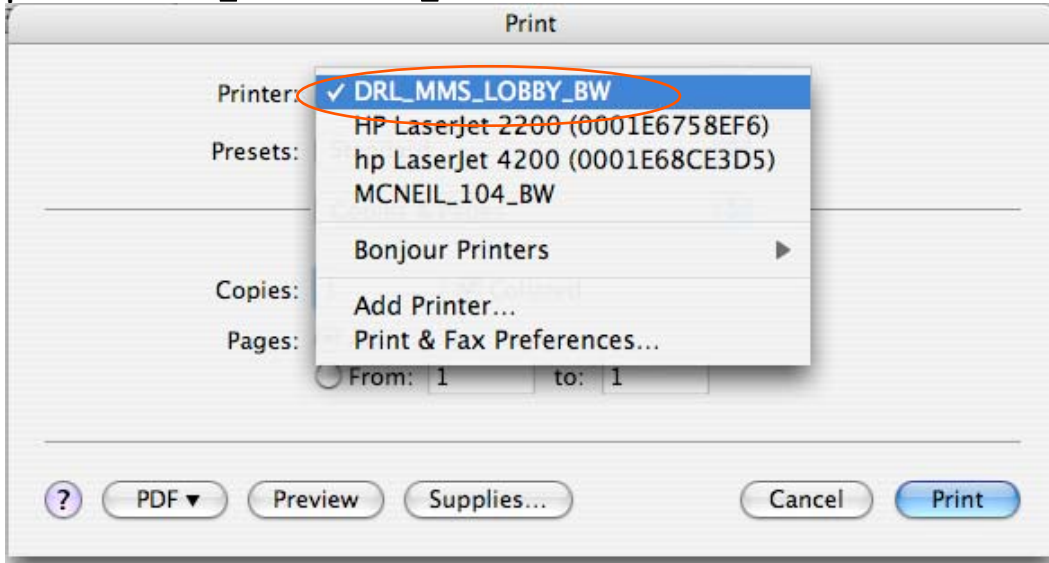 Print
Printer: ✓ DRL_MMS_LOBBY_BW
HP LaserJet 2200 (0001E6758EF6)
Presets:
hp LaserJet 4200 (0001E68CE3D5)
MCNEIL_104_BW
Bonjour Printers ▶
Copies:
Add Printer...
Pages: Print & Fax Preferences...
From: 1 to: 1
? PDF ▼ Preview Supplies... Cancel Print